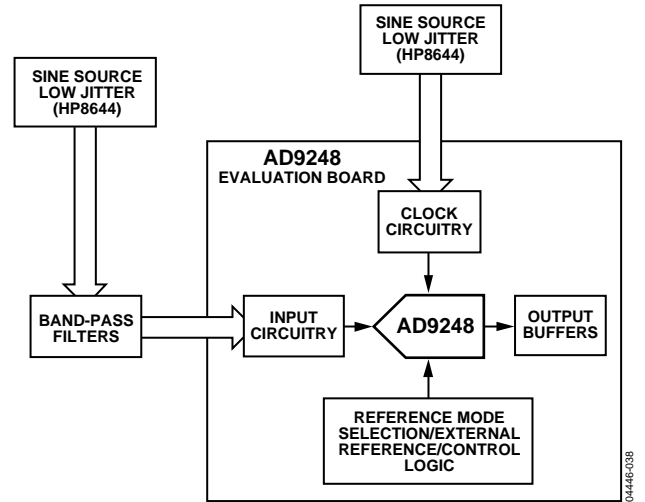 SINE SOURCE
LOW JITTER
(HP8644)
SINE SOURCE
LOW JITTER
(HP8644)
AD9248
EVALUATION BOARD
CLOCK
CIRCUITRY
BAND-PASS
FILTERS
INPUT
CIRCUITRY
AD9248
OUTPUT
BUFFERS
REFERENCE MODE
SELECTION/EXTERNAL
REFERENCE/CONTROL
LOGIC
04446-038